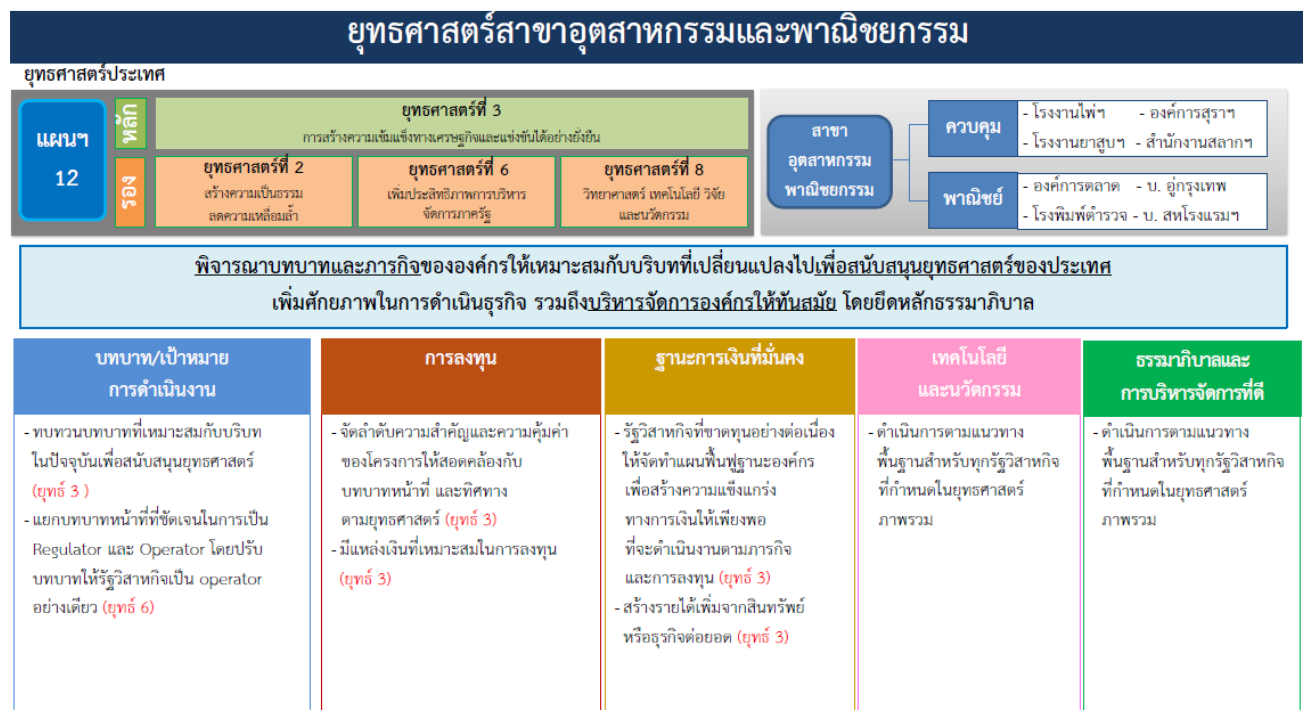 ยุทธศาสตร์สาขาอุตสาหกรรมและพาณิชยกรรม
ยุทธศาสตร์ประเทศ
แผนฯ
12
หลัก
ยุทธศาสตร์ที่ 3
การสร้างความเข้มแข็งทางเศรษฐกิจและแข่งขันได้อย่างยั่งยืน
รอง
ยุทธศาสตร์ที่ 2
สร้างความเป็นธรรม
ลดความเหลื่อมล้ำ
ยุทธศาสตร์ที่ 6
เพิ่มประสิทธิภาพการบริหาร
จัดการภาครัฐ
ยุทธศาสตร์ที่ 8
วิทยาศาสตร์ เทคโนโลยี วิจัย
และนวัตกรรม
สาขา
อุตสาหกรรม
พาณิชยกรรม
ควบคุม
- โรงงานไพ่ฯ - องค์การสุราฯ
- โรงงานยาสูบฯ - สำนักงานสลากฯ
พาณิชย์
- องค์การตลาด - บ. อู่กรุงเทพ
- โรงพิมพ์ตำรวจ - บ. สหโรงแรมฯ
พิจารณาบทบาทและภารกิจขององค์กรให้เหมาะสมกับบริบทที่เปลี่ยนแปลงไปเพื่อสนับสนุนยุทธศาสตร์ของประเทศ
เพิ่มศักยภาพในการดำเนินธุรกิจ รวมถึงบริหารจัดการองค์กรให้ทันสมัย โดยยึดหลักธรรมาภิบาล
บทบาท/เป้าหมาย
การดำเนินงาน
- ทบทวนบทบาทที่เหมาะสมกับบริบท
ในปัจจุบันเพื่อสนับสนุนยุทธศาสตร์
(ยุทธ์ 3 )
- แยกบทบาทหน้าที่ที่ชัดเจนในการเป็น
Regulator และ Operator โดยปรับ
บทบาทให้รัฐวิสาหกิจเป็น operator
อย่างเดียว (ยุทธ์ 6)
การลงทุน
- จัดลำดับความสำคัญและความคุ้มค่า
ของโครงการให้สอดคล้องกับ
บทบาทหน้าที่ และทิศทาง
ตามยุทธศาสตร์ (ยุทธ์ 3)
- มีแหล่งเงินที่เหมาะสมในการลงทุน
(ยุทธ์ 3)
ฐานะการเงินที่มั่นคง
- รัฐวิสาหกิจที่ขาดทุนอย่างต่อเนื่อง
ให้จัดทำแผนฟื้นฟูฐานะองค์กร
เพื่อสร้างความแข็งแกร่ง
ทางการเงินให้เพียงพอ
ที่จะดำเนินงานตามภารกิจ
และการลงทุน (ยุทธ์ 3)
- สร้างรายได้เพิ่มจากสินทรัพย์
หรือธุรกิจต่อยอด (ยุทธ์ 3)
เทคโนโลยี
และนวัตกรรม
- ดำเนินการตามแนวทาง
พื้นฐานสำหรับทุกรัฐวิสาหกิจ
ที่กำหนดในยุทธศาสตร์
ภาพรวม
ธรรมาภิบาลและ
การบริหารจัดการที่ดี
- ดำเนินการตามแนวทาง
พื้นฐานสำหรับทุกรัฐวิสาหกิจ
ที่กำหนดในยุทธศาสตร์
ภาพรวม